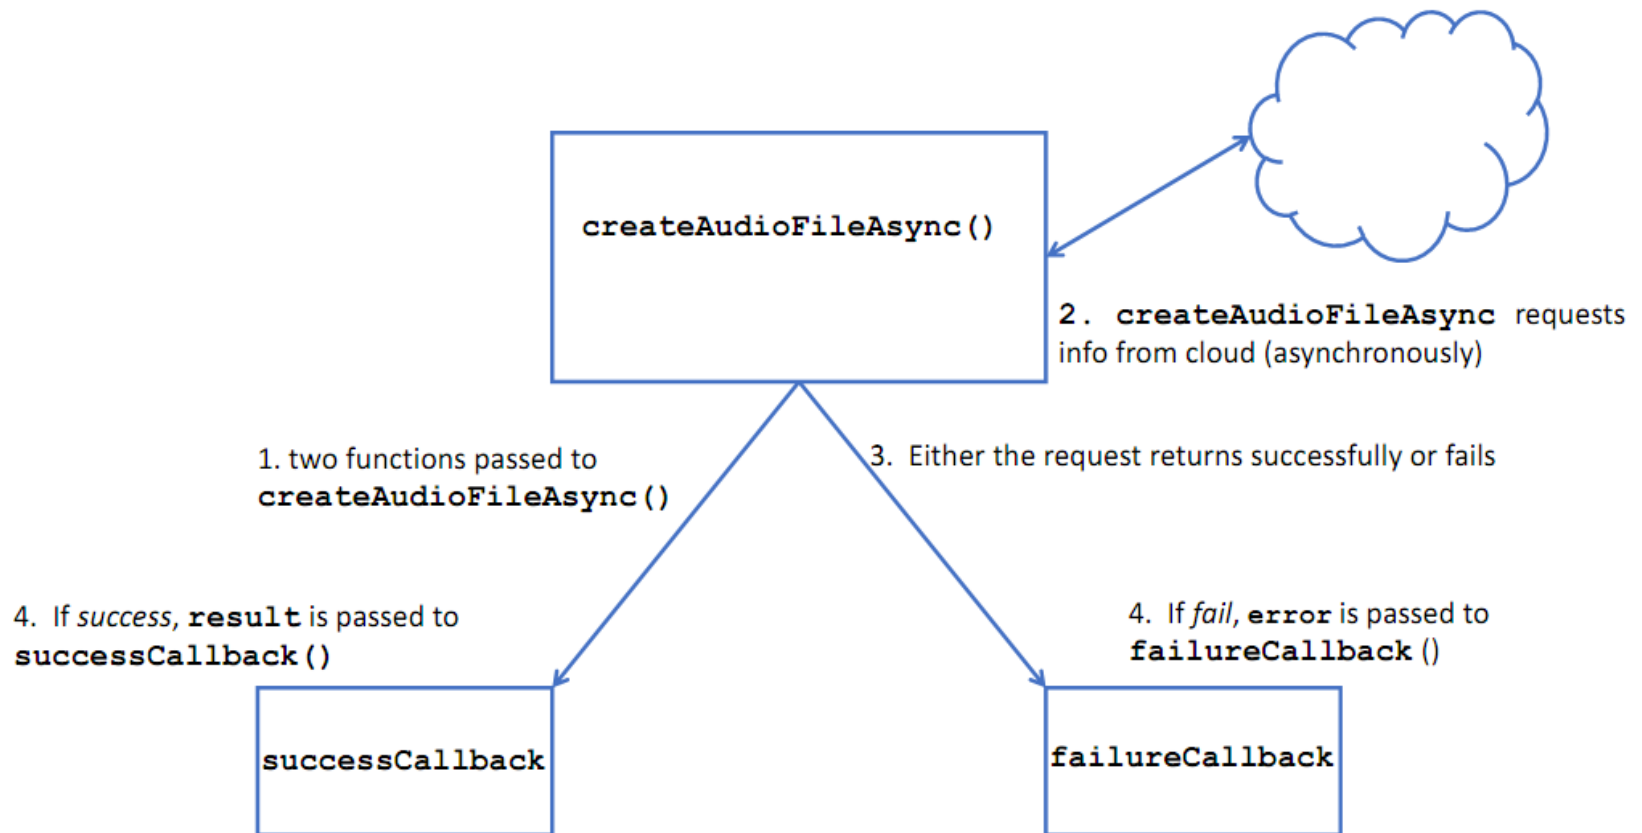 createAudioFileAsync()
2. createAudioFileAsync requests
info from cloud (asynchronously)
1. two functions passed to
createAudioFileAsync()
3. Either the request returns successfully or fails
4. If success, result is passed to
successCallback()
4. If fail, error is passed to
failureCallback ()
successCallback
failureCallback